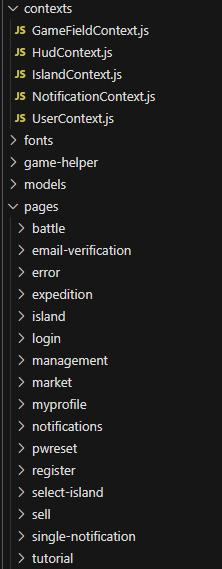 contexts
JS GameFieldContext.js
JS HudContext.js
JS IslandContext.js
JS NotificationContext.js
JS UserContext.js
fonts
game-helper
models
pages
battle
email-verification
error
expedition
island
login
management
market
myprofile
notifications
pwreset
register
select-island
sell
single-notification
tutorial